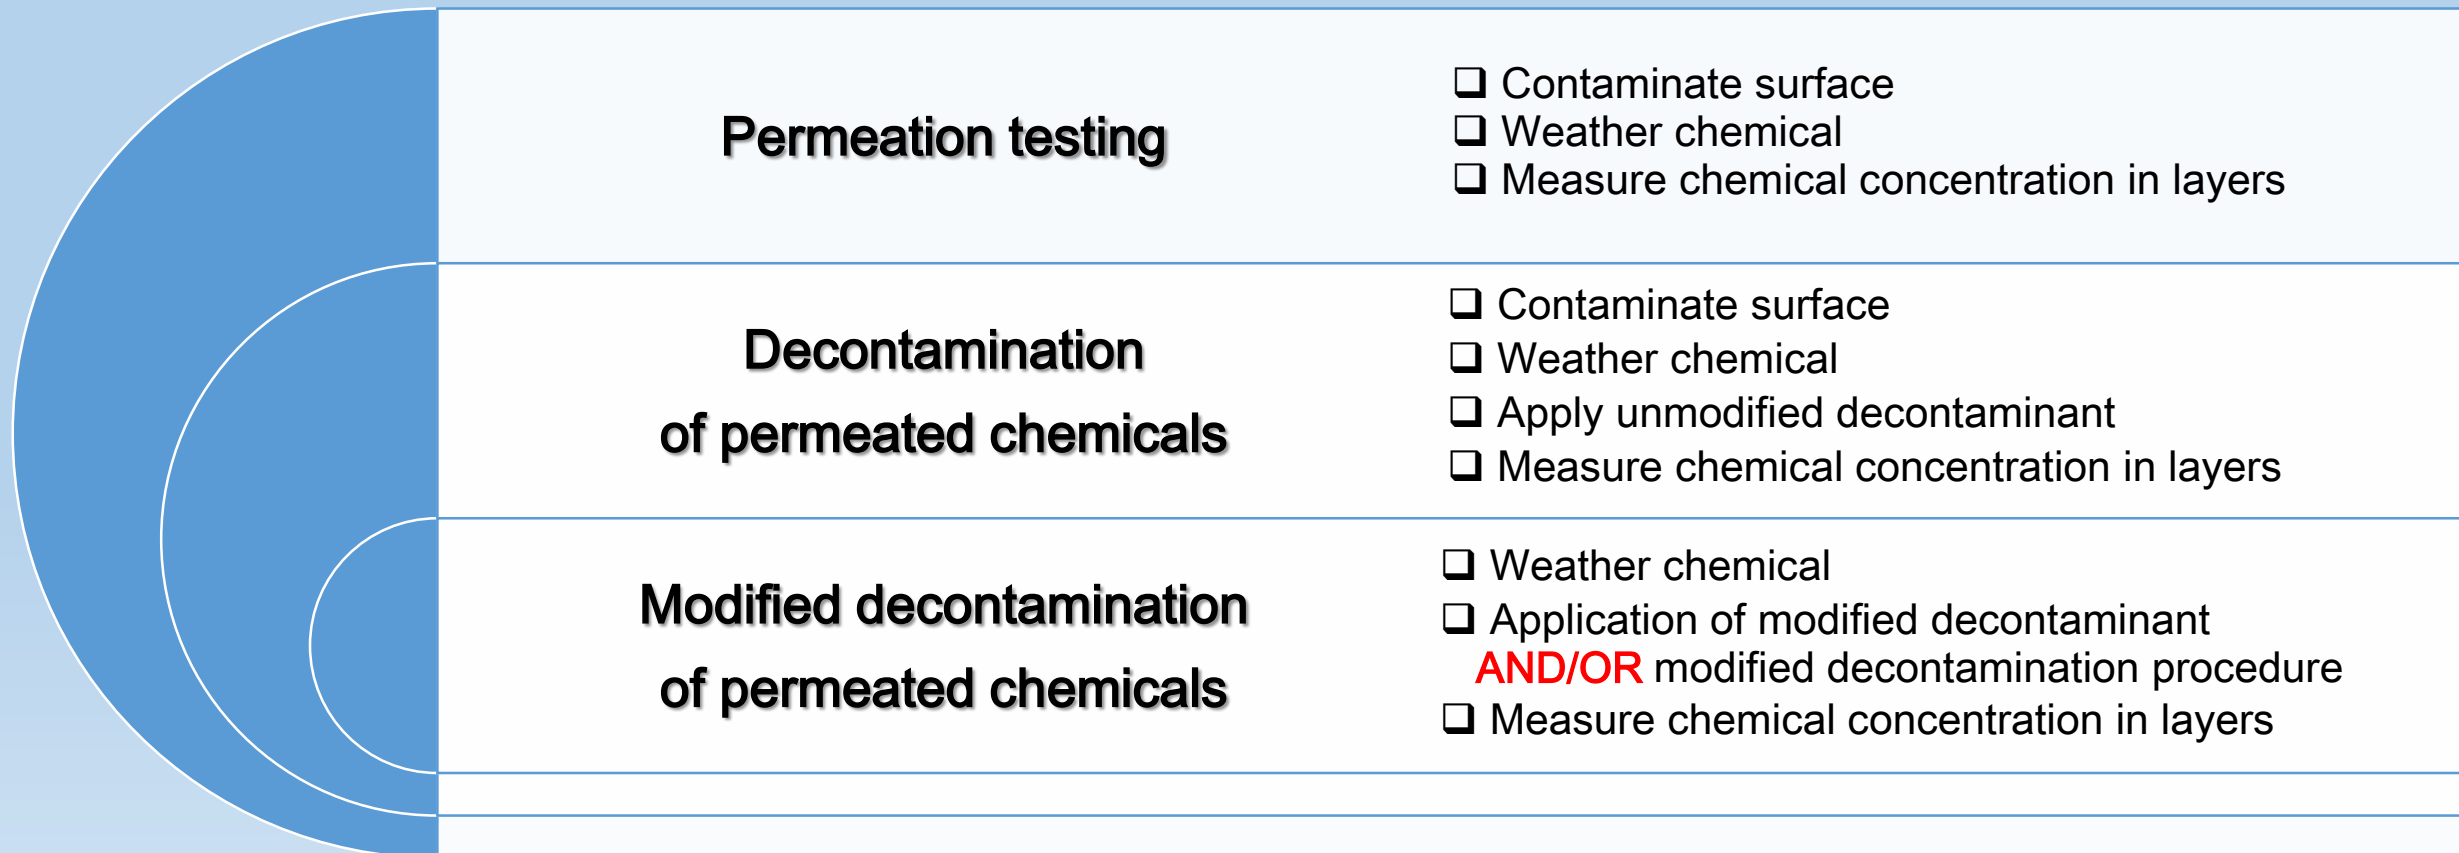 Permeation testing
❑ Contaminate surface
❑ Weather chemical
❑ Measure chemical concentration in layers
Decontamination
of permeated chemicals
❑ Contaminate surface
❑ Weather chemical
❑ Apply unmodified decontaminant
❑ Measure chemical concentration in layers
Modified decontamination
of permeated chemicals
❑ Weather chemical
❑ Application of modified decontaminant
AND/OR modified decontamination procedure
❑ Measure chemical concentration in layers